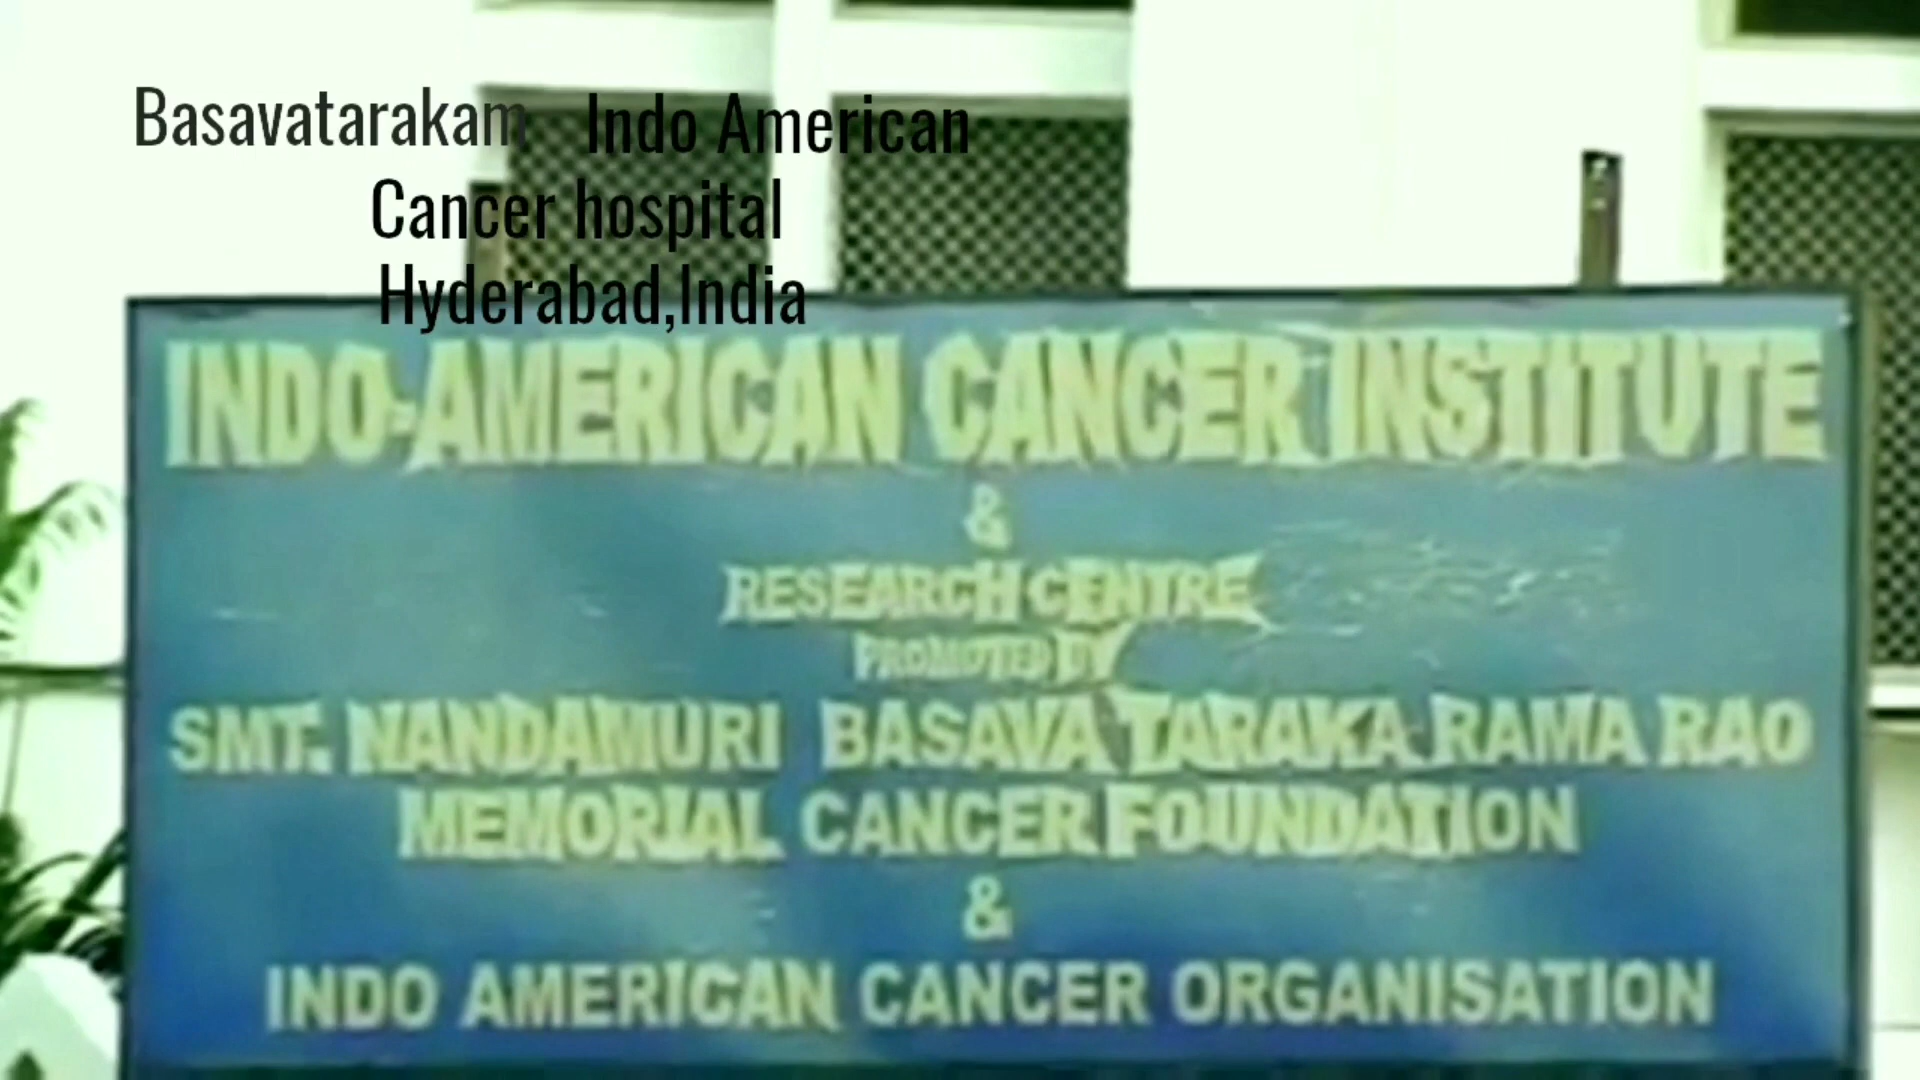 Basavatarakam Indo American
Cancer hospital
Hyderabad,India
INDO-AMERICAN CANCER INSTITUTE
&
RESEARCH CENTRE
PROMOTED BY
SMT. NANDAMURI BASAVA TARAKA RAMA RAO
MEMORIAL CANCER FOUNDATION
&
INDO AMERICAN CANCER ORGANISATION